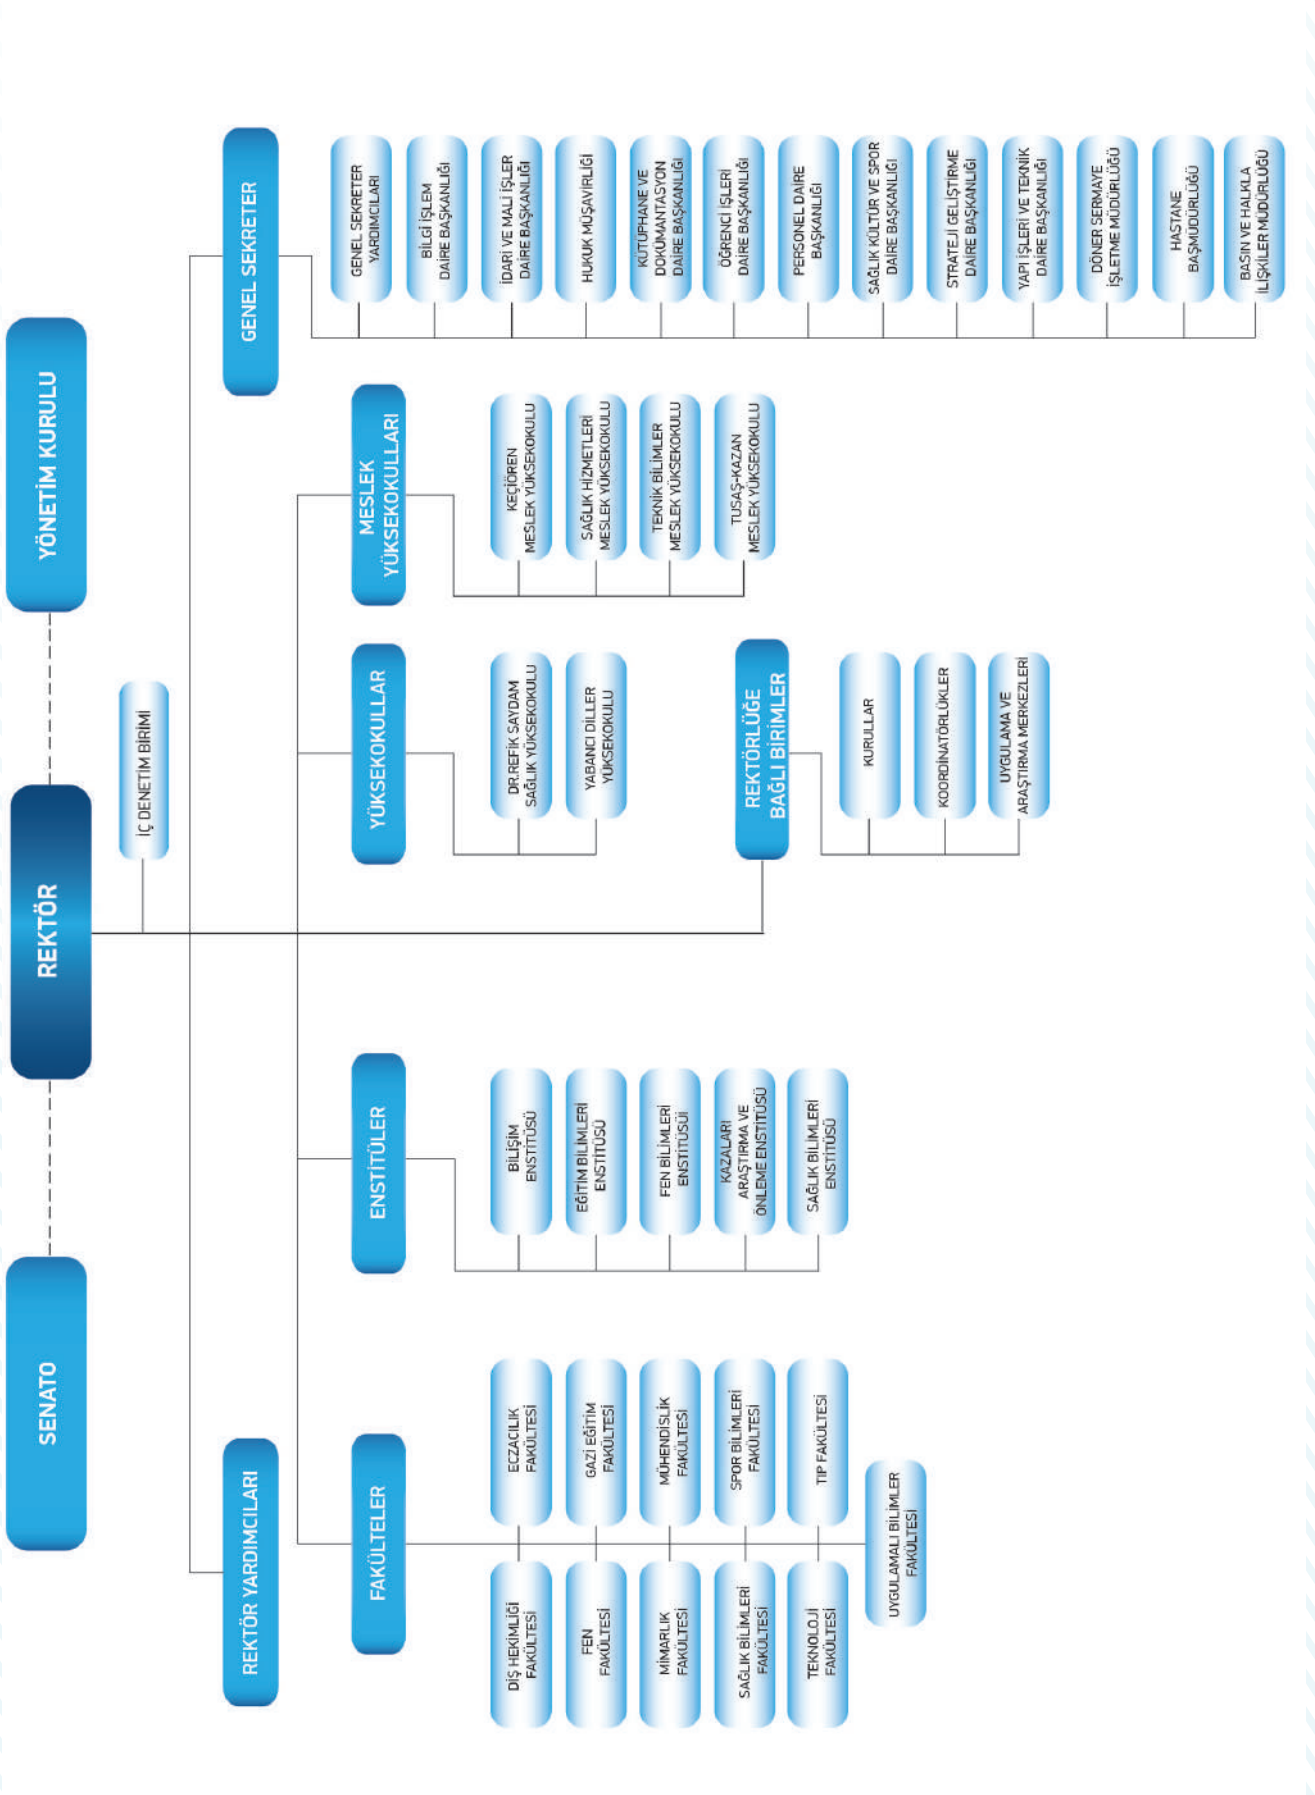 SENATO
REKTÖR
YÖNETİM KURULU
İÇ DENETİM BİRİMİ
REKTÖR YARDIMCILARI
GENEL SEKRETER
FAKÜLTELER
DİŞ HEKİMLİĞİ
FAKÜLTESİ
ECZACILIK
FAKÜLTESİ
FEN
FAKÜLTESİ
GAZİ EĞİTİM
FAKÜLTESİ
MİMARLIK
FAKÜLTESİ
MÜHENDİSLİK
FAKÜLTESİ
SAĞLIK BİLİMLERİ
FAKÜLTESİ
SPOR BİLİMLERİ
FAKÜLTESİ
TEKNOLOJİ
FAKÜLTESİ
TIP FAKÜLTESİ
UYGULAMALI BİLİMLER
FAKÜLTESİ
ENSTİTÜLER
BİLİŞİM
ENSTİTÜSÜ
EĞİTİM BİLİMLERİ
ENSTİTÜSÜ
FEN BİLİMLERİ
ENSTİTÜSÜİ
KAZALARI
ARAŞTIRMA VE
ÖNLEME ENSTİTÜSÜ
SAĞLIK BİLİMLERİ
ENSTİTÜSÜ
YÜKSEKOKULLAR
DR.REFİK SAYDAM
SAĞLIK YÜKSEKOKULU
YABANCI DİLLER
YÜKSEKOKULU
MESLEK
YÜKSEKOKULLARI
KEÇİÖREN
MESLEK YÜKSEKOKULU
SAĞLIK HİZMETLERİ
MESLEK YÜKSEKOKULU
TEKNİK BİLİMLER
MESLEK YÜKSEKOKULU
TUSAŞ-KAZAN
MESLEK YÜKSEKOKULU
REKTÖRLÜĞE
BAĞLI BİRİMLER
KURULLAR
KOORDİNATÖRLÜKLER
UYGULAMA VE
ARAŞTIRMA MERKEZLERİ
GENEL SEKRETER
YARDIMCILARI
BİLGİ İŞLEM
DAİRE BAŞKANLIĞI
İDARİ VE MALİ İŞLER
DAİRE BAŞKANLIĞI
HUKUK MÜŞAVİRLİĞİ
KÜTÜPHANE VE
DOKÜMANTASYON
DAİRE BAŞKANLIĞI
ÖĞRENCİ İŞLERİ
DAİRE BAŞKANLIĞI
PERSONEL DAİRE
BAŞKANLIĞI
SAĞLIK KÜLTÜR VE SPOR
DAİRE BAŞKANLIĞI
STRATEJİ GELİŞTİRME
DAİRE BAŞKANLIĞI
YAPI İŞLERİ VE TEKNİK
DAİRE BAŞKANLIĞI
DÖNER SERMAYE
İŞLETME MÜDÜRLÜĞÜ
HASTANE
BAŞMÜDÜRLÜĞÜ
BASIN VE HALKLA
İLİŞKİLER MÜDÜRLÜĞÜ